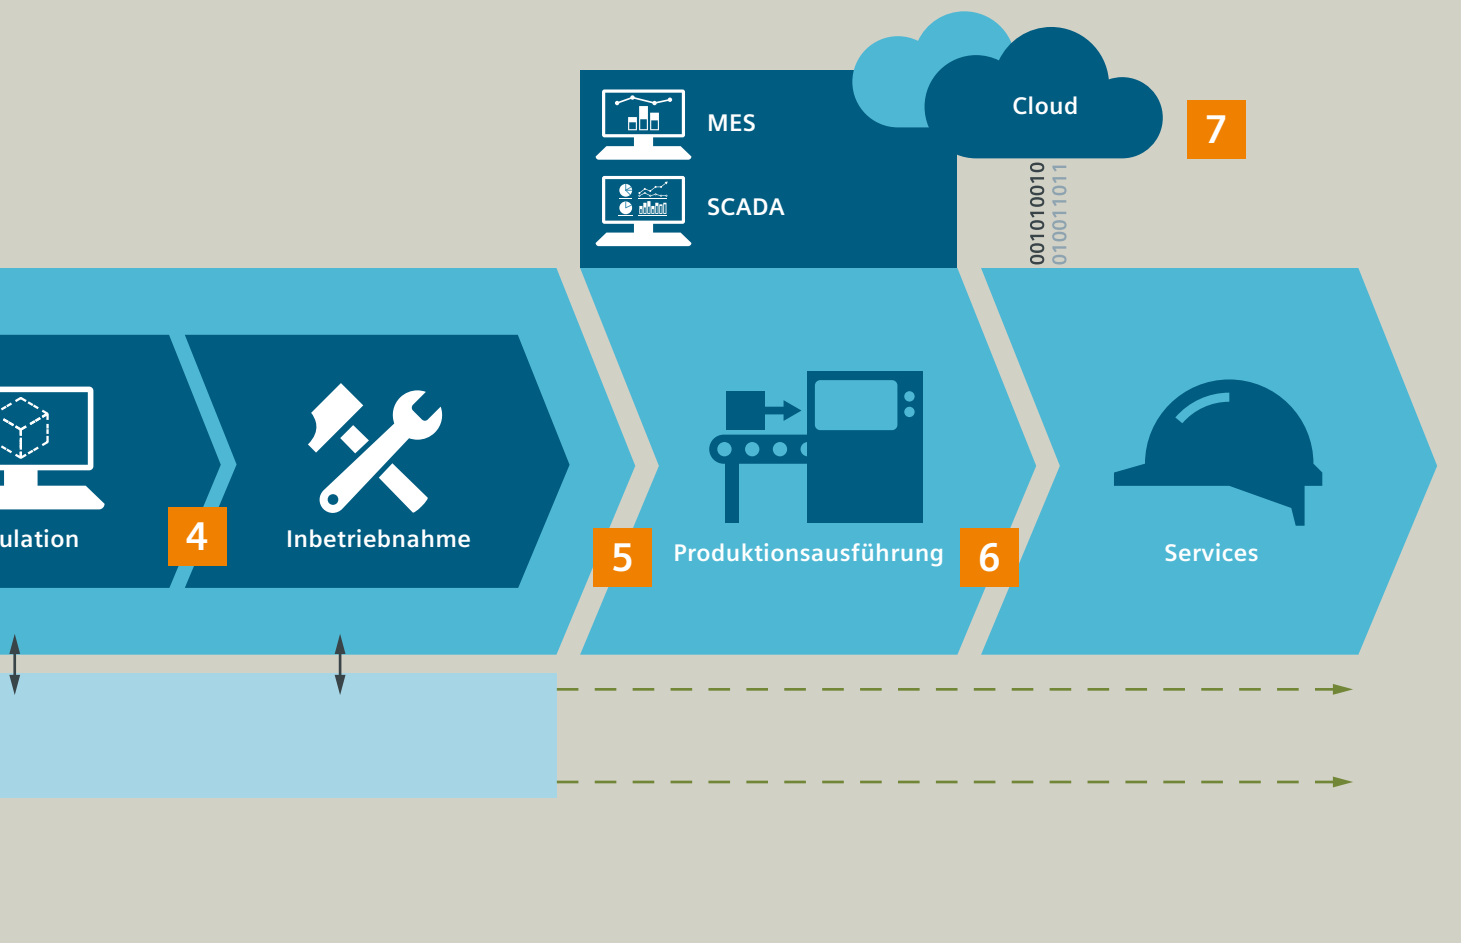 Cloud
7
MES
SCADA
001010010
010011011
ulation
4
Inbetriebnahme
5
Produktionsausführung
6
Services